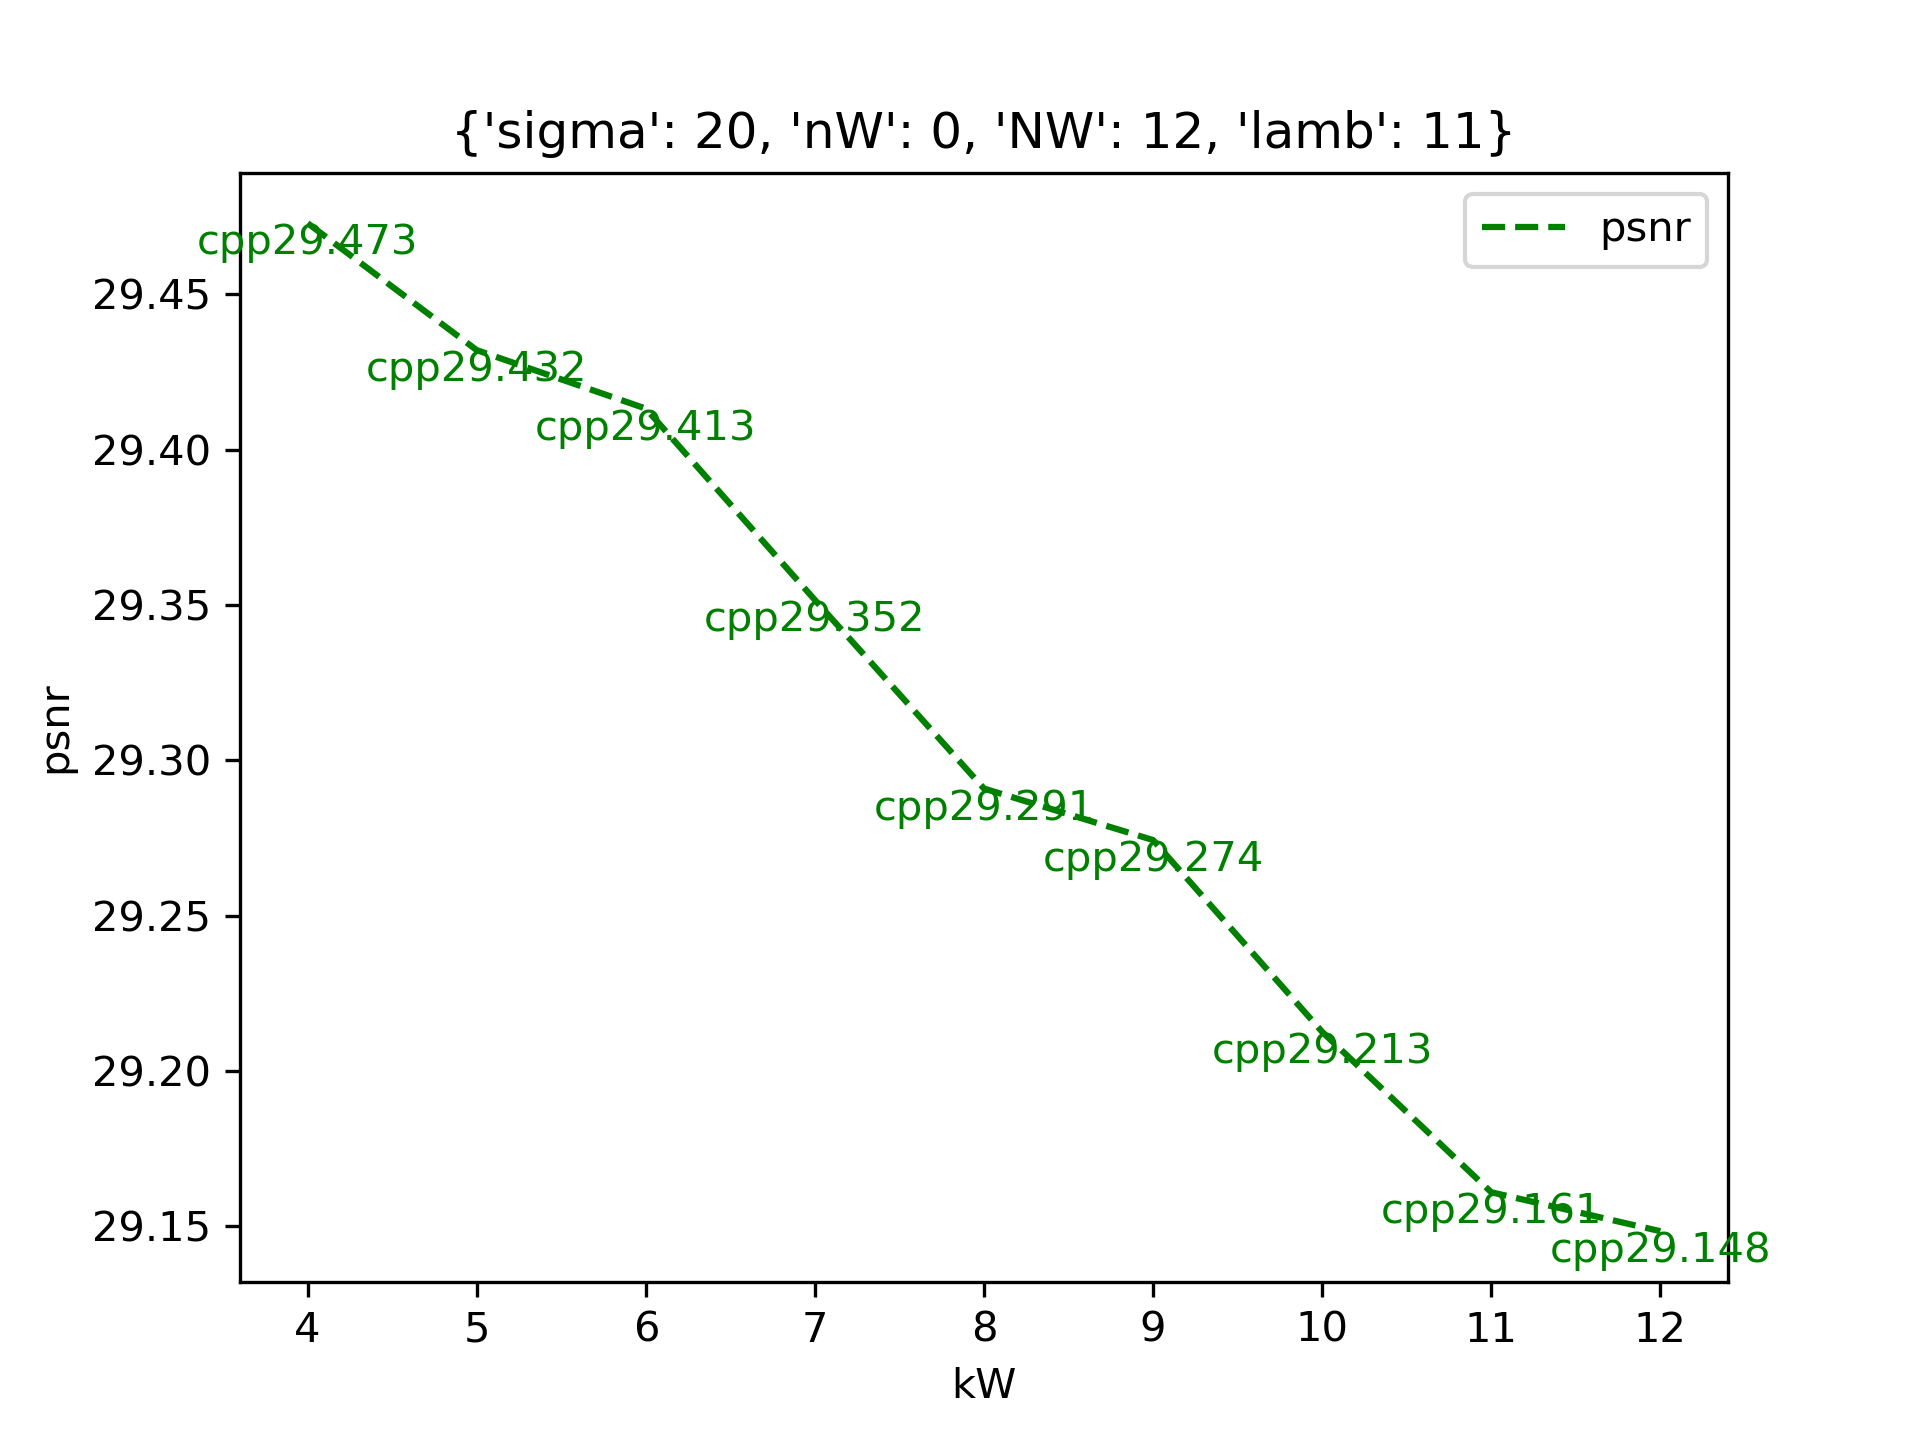 {'sigma': 20, 'nW': 0, 'NW': 12, 'lamb': 11}
psnr
cpp29.473
cpp29.432
cpp29.413
cpp29.352
cpp29.291
cpp29.274
cpp29.213
cpp29.161
cpp29.148
29.45
29.40
29.35
29.30
29.25
29.20
29.15
psnr
4 5 6 7 8 9 10 11 12
kW